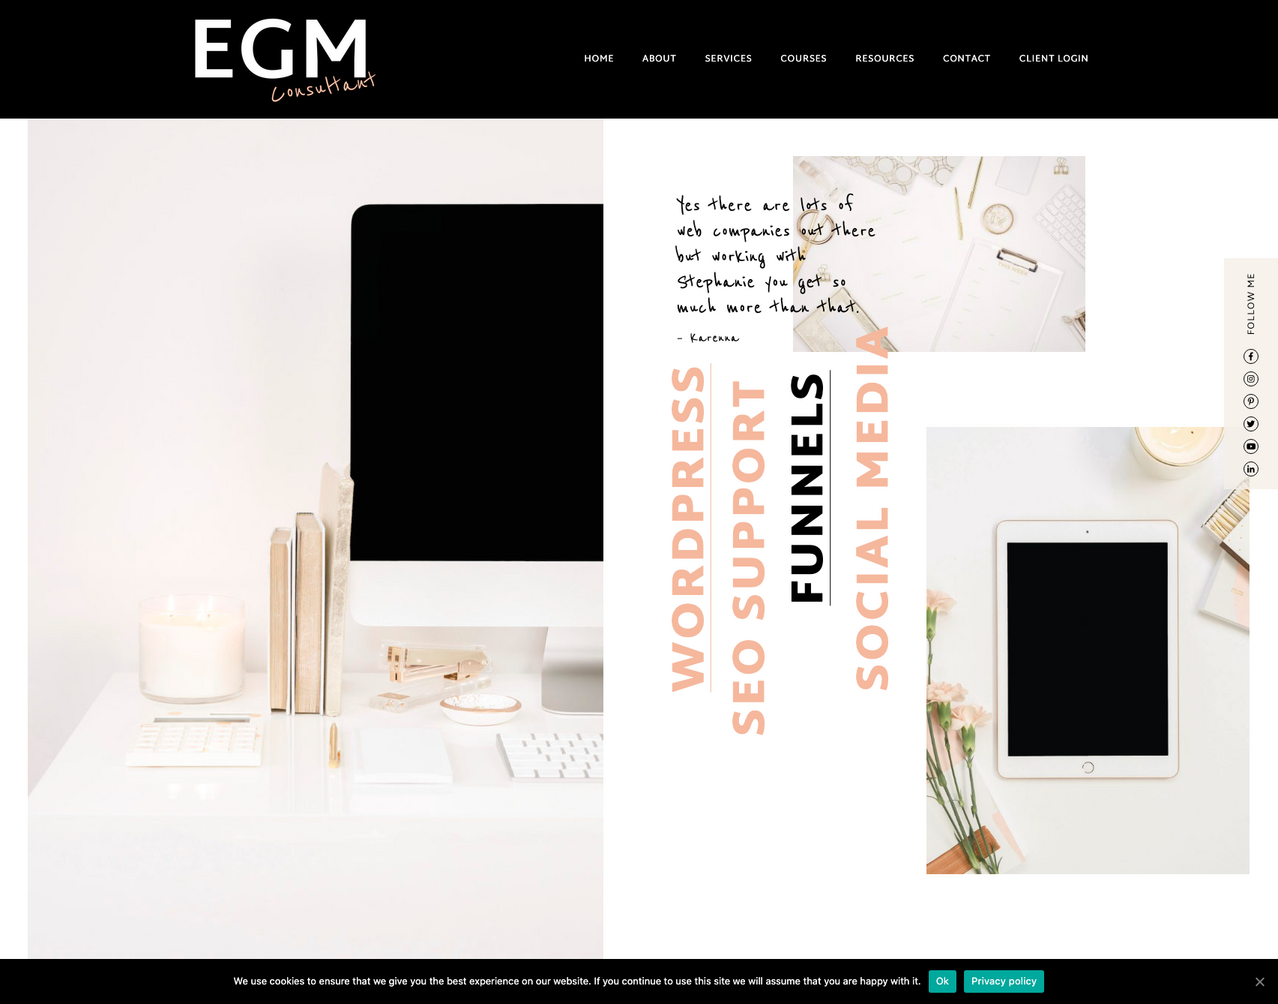 EGM
Consultant
HOME
ABOUT
SERVICES
COURSES
RESOURCES
CONTACT
CLIENT LOGIN
Yes there are lots of
web companies out there
but working with
Stephanie you get so
much more than that.
- Karenna
WORDPRESS
SEO SUPPORT
FUNNELS
SOCIAL MEDIA
FOLLOW ME
We use cookies to ensure that we give you the best experience on our website. If you continue to use this site we will assume that you are happy with it.
Ok
Privacy policy